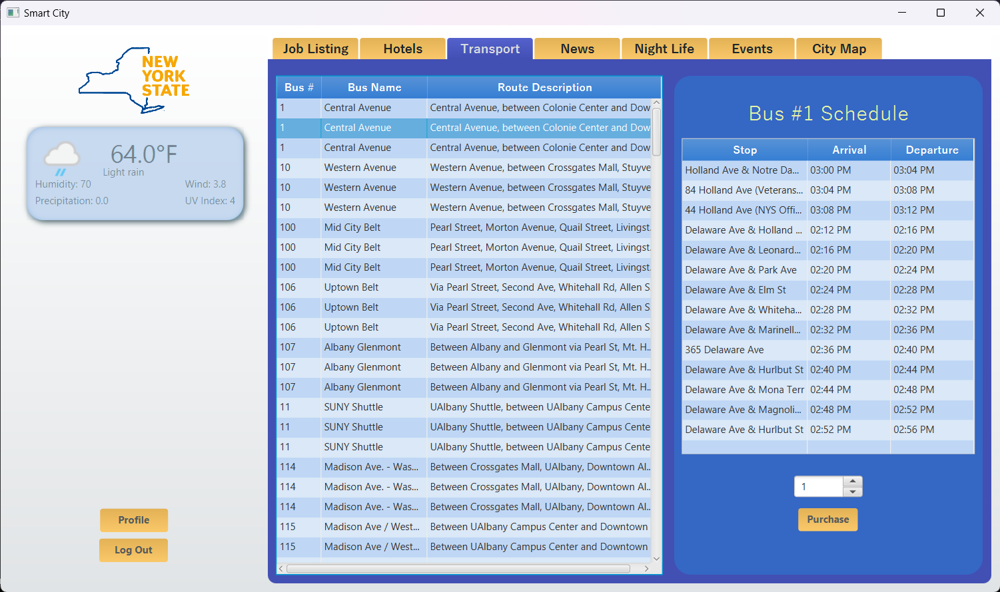 Smart City
NEW
YORK
STATE
64.0°F
Light rain
Humidity: 70 Wind: 3.8
Precipitation: 0.0 UV Index: 4
Profile
Log Out
Job Listing Hotels Transport News Night Life Events City Map
Bus # Bus Name Route Description
1 Central Avenue Central Avenue, between Colonie Center and Dow
1 Central Avenue Central Avenue, between Colonie Center and Dow
1 Central Avenue Central Avenue, between Colonie Center and Dow
10 Western Avenue Western Avenue, between Crossgates Mall, Stuyve
10 Western Avenue Western Avenue, between Crossgates Mall, Stuyve
10 Western Avenue Western Avenue, between Crossgates Mall, Stuyve
100 Mid City Belt Pearl Street, Morton Avenue, Quail Street, Livingst.
100 Mid City Belt Pearl Street, Morton Avenue, Quail Street, Livingst.
100 Mid City Belt Pearl Street, Morton Avenue, Quail Street, Livingst.
106 Uptown Belt Via Pearl Street, Second Ave, Whitehall Rd, Allen S
106 Uptown Belt Via Pearl Street, Second Ave, Whitehall Rd, Allen S
106 Uptown Belt Via Pearl Street, Second Ave, Whitehall Rd, Allen S
107 Albany Glenmont Between Albany and Glenmont via Pearl St, Mt. H..
107 Albany Glenmont Between Albany and Glenmont via Pearl St, Mt. H..
107 Albany Glenmont Between Albany and Glenmont via Pearl St, Mt. H..
11 SUNY Shuttle UAlbany Shuttle, between UAlbany Campus Cente
11 SUNY Shuttle UAlbany Shuttle, between UAlbany Campus Cente
11 SUNY Shuttle UAlbany Shuttle, between UAlbany Campus Cente
114 Madison Ave. - Was... Between Crossgates Mall, UAlbany, Downtown Al..
114 Madison Ave. - Was... Between Crossgates Mall, UAlbany, Downtown Al..
114 Madison Ave. - Was... Between Crossgates Mall, UAlbany, Downtown Al..
115 Madison Ave / West... Between UAlbany Campus Center and Downtown
115 Madison Ave / West... Between UAlbany Campus Center and Downtown
Bus #1 Schedule
Stop Arrival Departure
Holland Ave & Notre Da... 03:00 PM 03:04 PM
84 Holland Ave (Veterans... 03:04 PM 03:08 PM
44 Holland Ave (NYS Offi... 03:08 PM 03:12 PM
Delaware Ave & Holland ... 02:12 PM 02:16 PM
Delaware Ave & Leonard... 02:16 PM 02:20 PM
Delaware Ave & Park Ave 02:20 PM 02:24 PM
Delaware Ave & Elm St 02:24 PM 02:28 PM
Delaware Ave & Whiteha... 02:28 PM 02:32 PM
Delaware Ave & Marinell... 02:32 PM 02:36 PM
365 Delaware Ave 02:36 PM 02:40 PM
Delaware Ave & Hurlbut St 02:40 PM 02:44 PM
Delaware Ave & Mona Terr 02:44 PM 02:48 PM
Delaware Ave & Magnoli... 02:48 PM 02:52 PM
Delaware Ave & Hurlbut St 02:52 PM 02:56 PM
1
Purchase